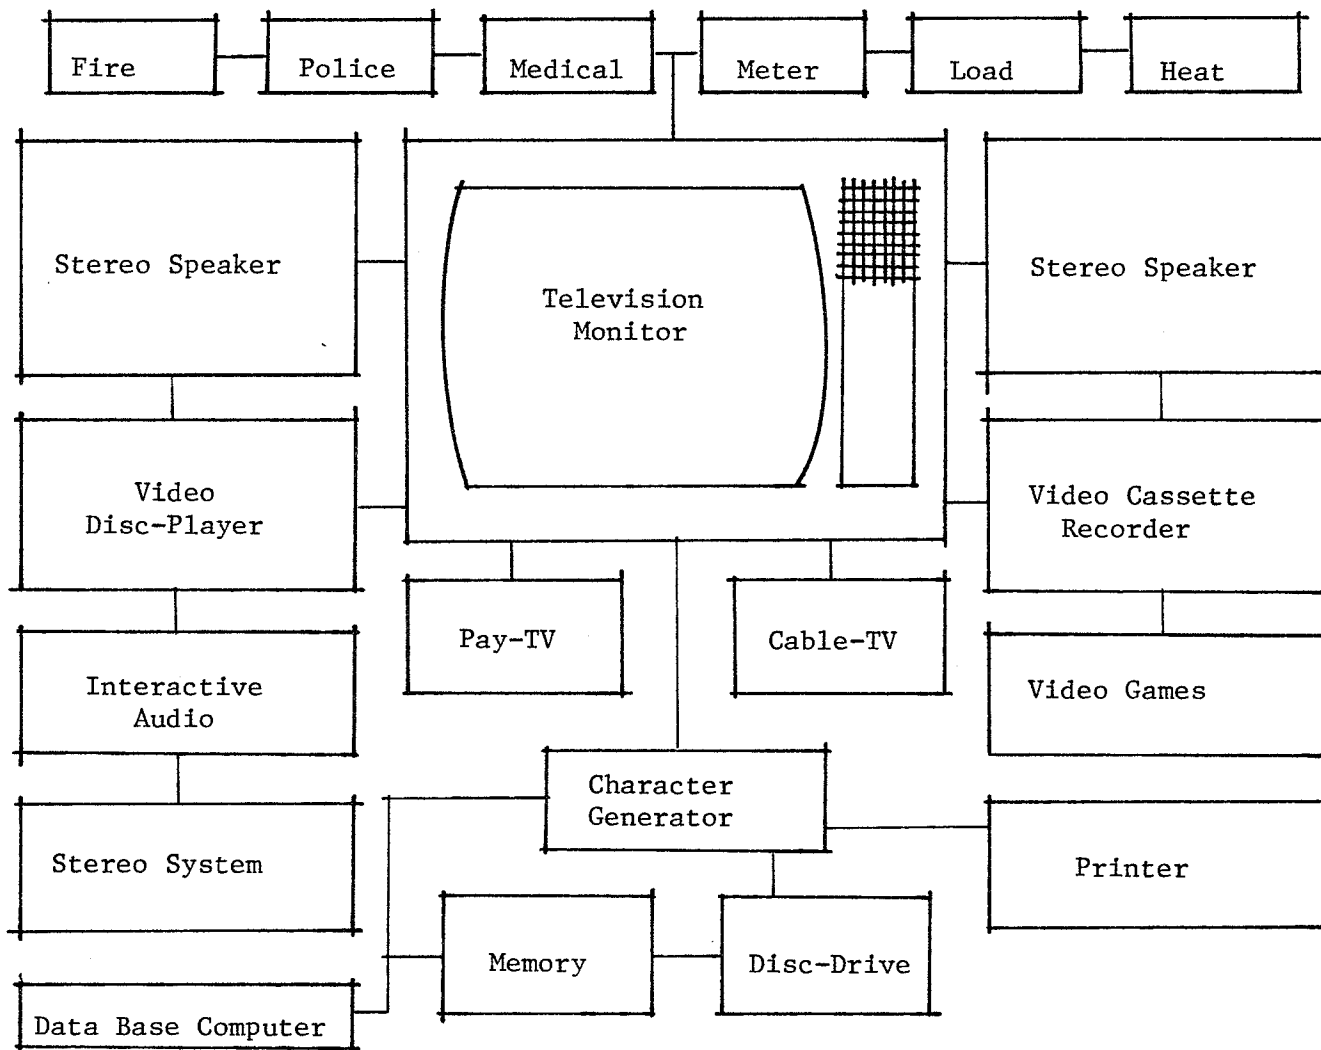 Fire
Police
Medical
Meter
Load
Heat
Stereo Speaker
Television
Monitor
Stereo Speaker
Video
Disc-Player
Video Cassette
Recorder
Pay-TV
Cable-TV
Interactive
Audio
Video Games
Character
Generator
Stereo System
Printer
Memory
Disc-Drive
Data Base Computer